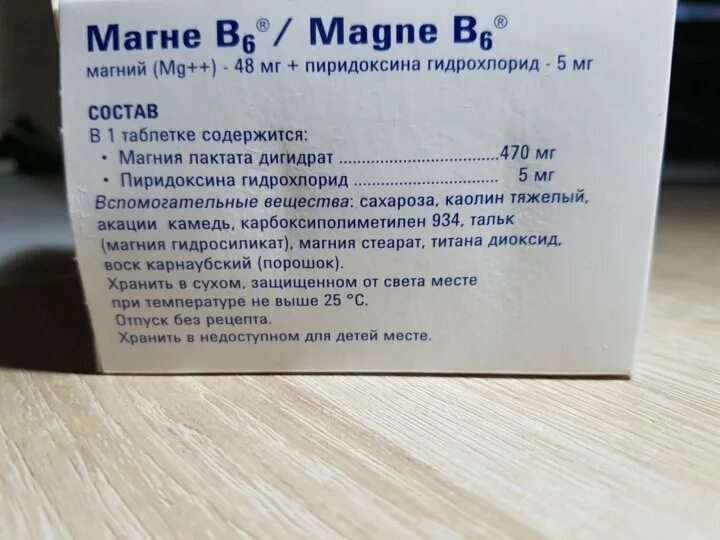 Магне B6® / Magne B6®
магний (Mg++) - 48 мг + пиридоксина гидрохлорид - 5 мг
СОСТАВ
В 1 таблетке содержится:
• Магния лактата дигидрат ........................470 мг
• Пиридоксина гидрохлорид ...................... 5 мг
Вспомогательные вещества: сахароза, каолин тяжелый,
акации камедь, карбоксиполиметилен 934, тальк
(магния гидросиликат), магния стеарат, титана диоксид,
воск карнаубский (порошок).
Хранить в сухом, защищенном от света месте
при температуре не выше 25 °C.
Отпуск без рецепта.
Хранить в недоступном для детей месте.